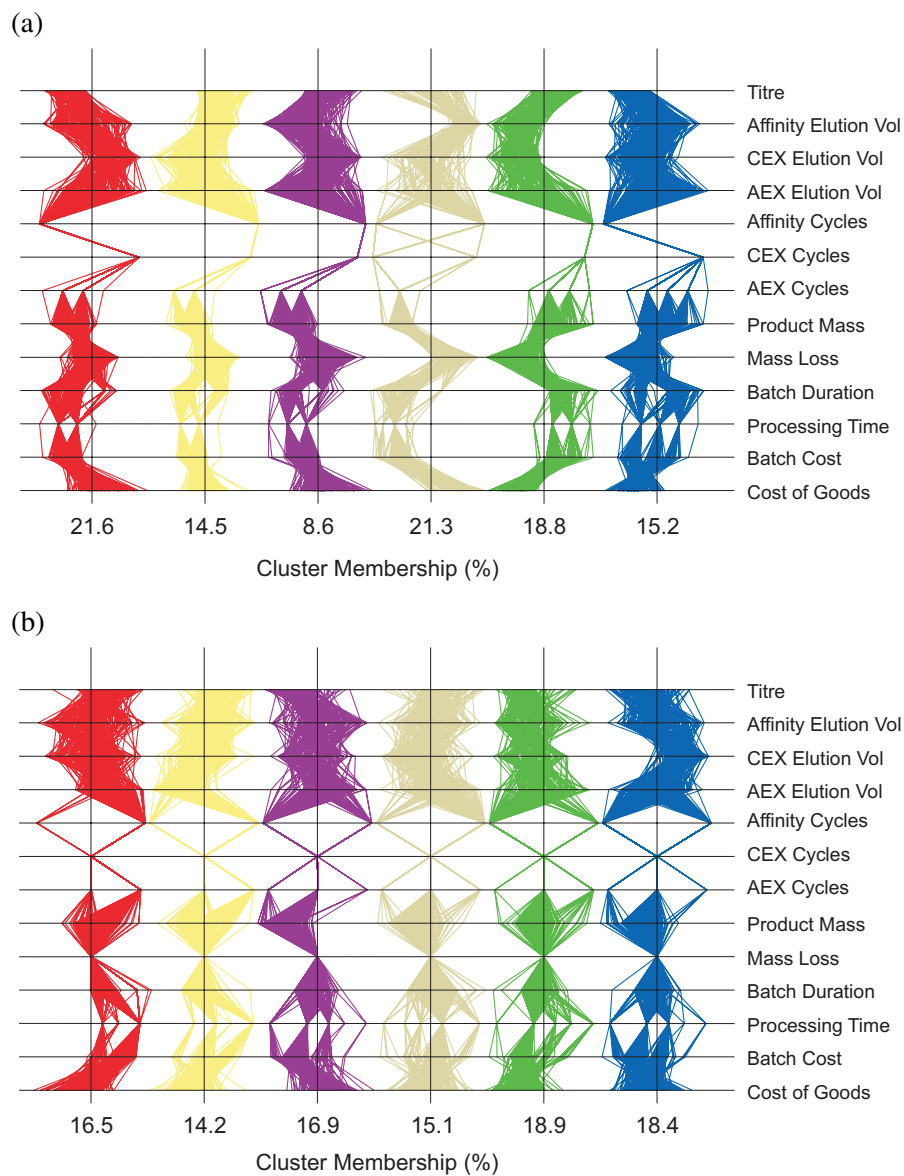 (a)
Titre
Affinity Elution Vol
CEX Elution Vol
AEX Elution Vol
Affinity Cycles
CEX Cycles
AEX Cycles
Product Mass
Mass Loss
Batch Duration
Processing Time
Batch Cost
Cost of Goods
21.6 14.5 8.6 21.3 18.8 15.2
Cluster Membership (%)
(b)
Titre
Affinity Elution Vol
CEX Elution Vol
AEX Elution Vol
Affinity Cycles
CEX Cycles
AEX Cycles
Product Mass
Mass Loss
Batch Duration
Processing Time
Batch Cost
Cost of Goods
16.5 14.2 16.9 15.1 18.9 18.4
Cluster Membership (%)